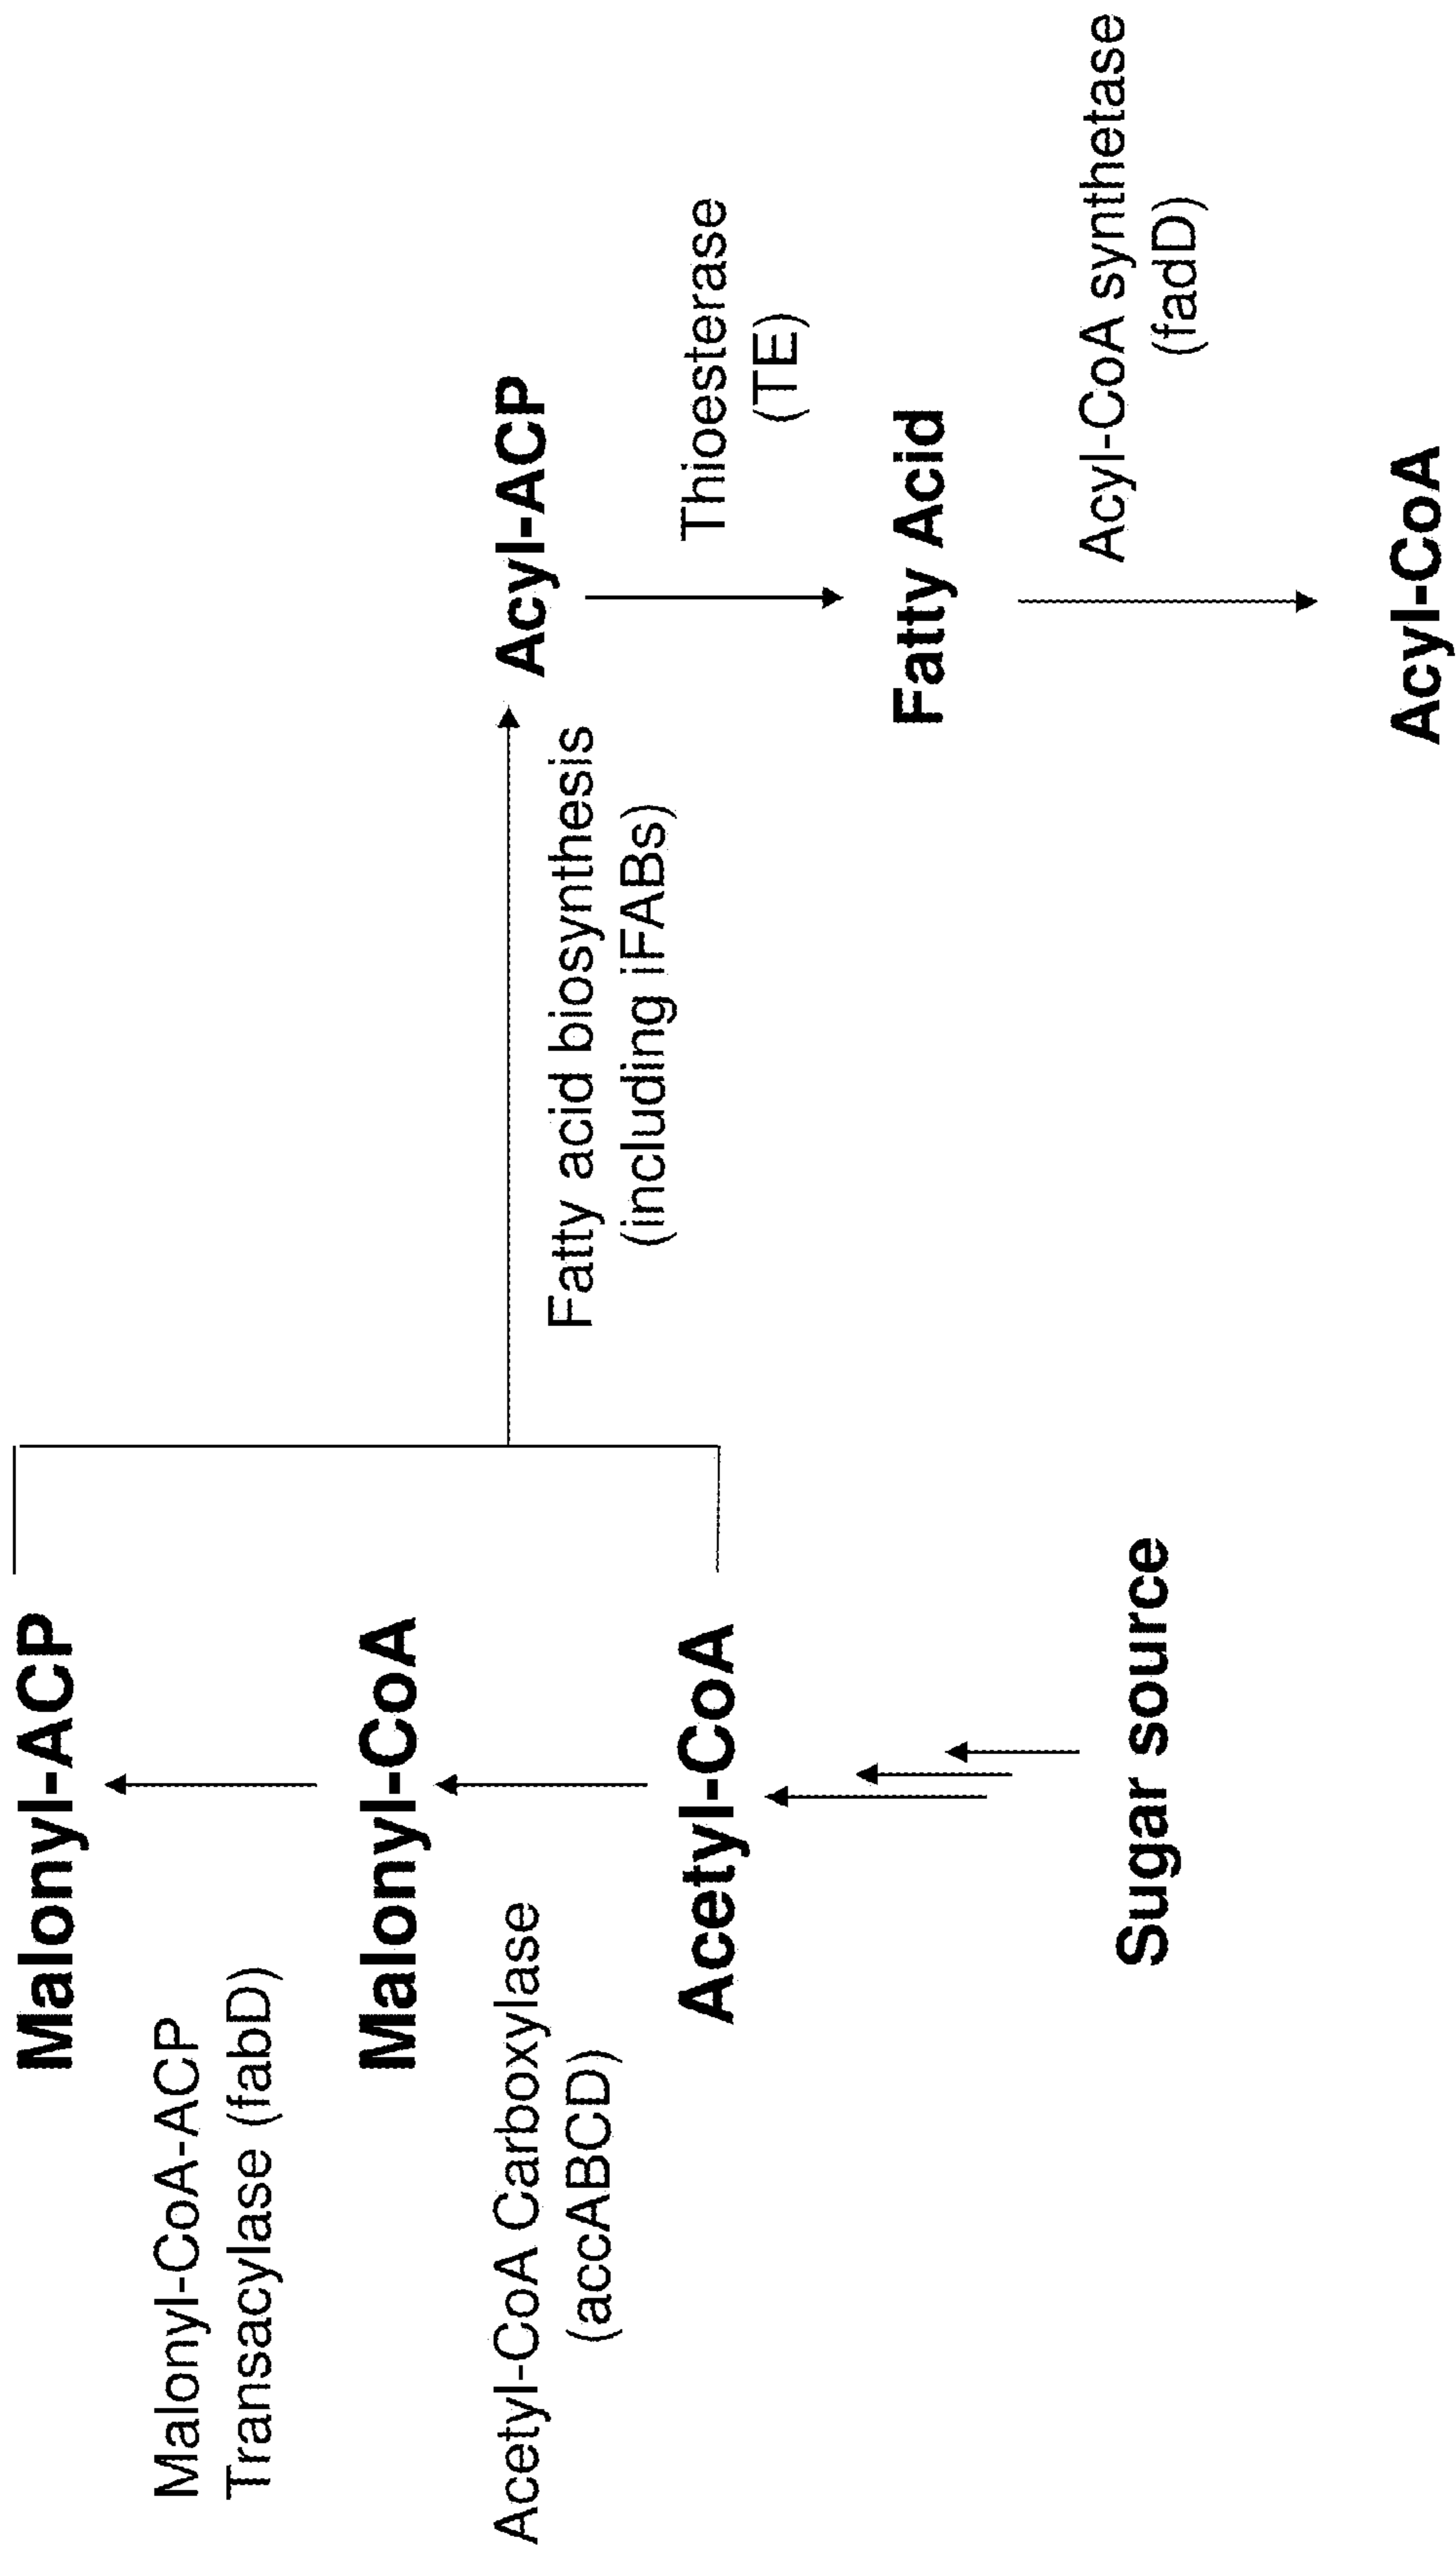 Malonyl-ACP
Malonyl-CoA-ACP
Transacylase (fabD)
Malonyl-CoA
Acetyl-CoA Carboxylase
(accABCD)
Acetyl-CoA
Sugar source
Fatty acid biosynthesis
(including iFABs)
Acyl-ACP
Thioesterase
(TE)
Fatty Acid
Acyl-CoA synthetase
(fadD)
Acyl-CoA